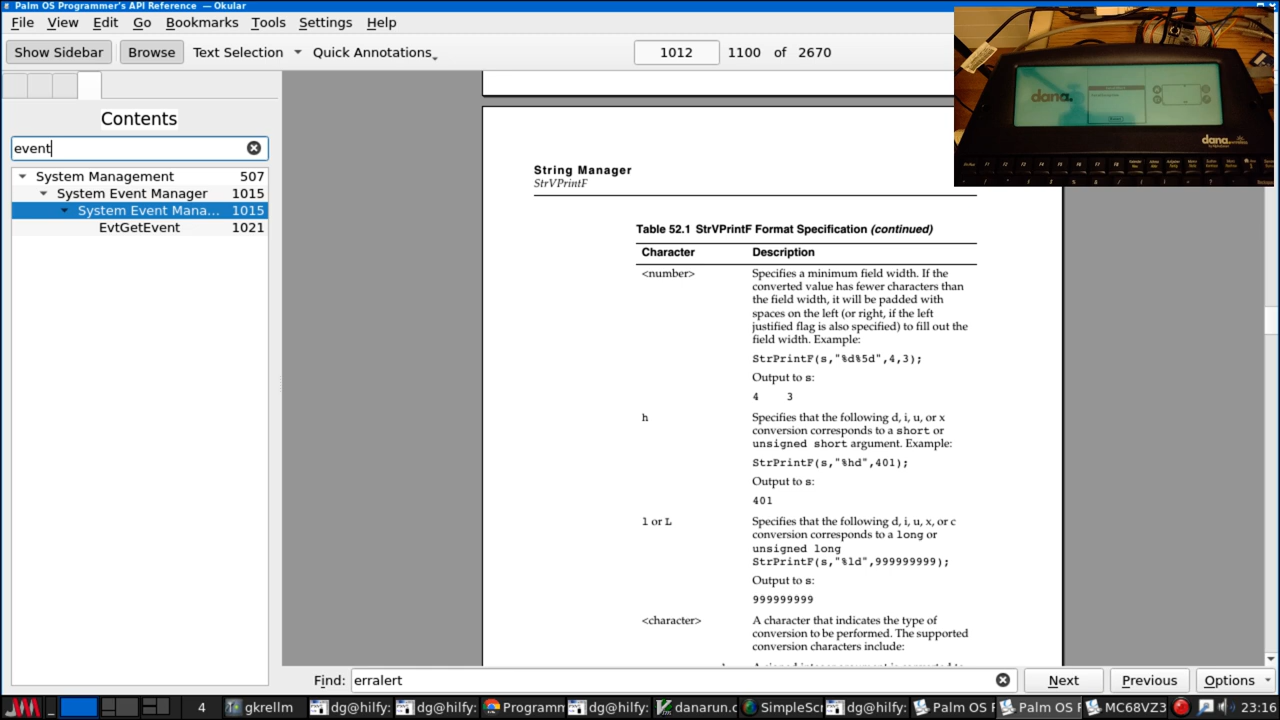 Palm OS Programmer's API Reference — Okular
File View Edit Go Bookmarks Tools Settings Help
Show Sidebar Browse Text Selection Quick Annotations 1012 1100 of 2670
Contents
event
System Management 507
System Event Manager 1015
System Event Mana... 1015
EvtGetEvent 1021
String Manager
StrVPrintF
Table 52.1 StrVPrintF Format Specification (continued)
Character Description
<number> Specifies a minimum field width. If the
converted value has fewer characters than
the field width, it will be padded with
spaces on the left (or right, if the left
justified flag is also specified) to fill out the
field width. Example:
StrPrintF(s,"%d%5d",4,3);
Output to s:
4    3
h Specifies that the following d, i, u, or x
conversion corresponds to a short or
unsigned short argument. Example:
StrPrintF(s,"%hd",401);
Output to s:
401
l or L Specifies that the following d, i, u, x, or c
conversion corresponds to a long or
unsigned long
StrPrintF(s,"%ld",999999999);
Output to s:
999999999
<character> A character that indicates the type of
conversion to be performed. The supported
conversion characters include:
dana.
dana
Find: erralert Next Previous Options
4 gkrellm dg@hilfy: dg@hilfy: dg@hilfy: Programm dg@hilfy: danarun.c SimpleScr dg@hilfy: Palm OS F Palm OS F MC68VZ3 23:16